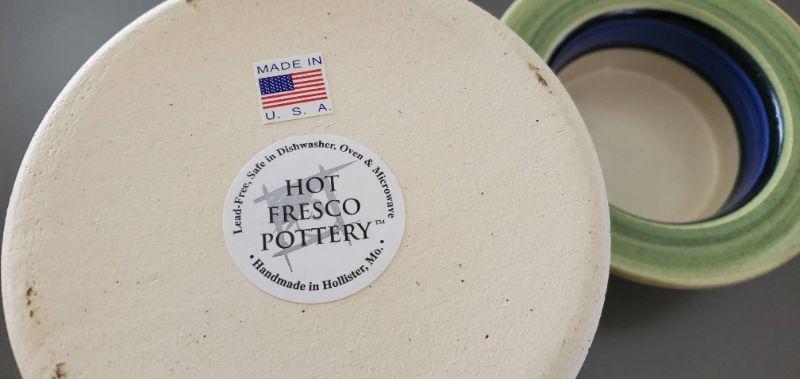 MADE IN
U. S. A.
Lead-Free, Safe in Dishwasher, Oven & Microwave
HOT
FRESCO
POTTERY™
• Handmade in Hollister, Mo. •